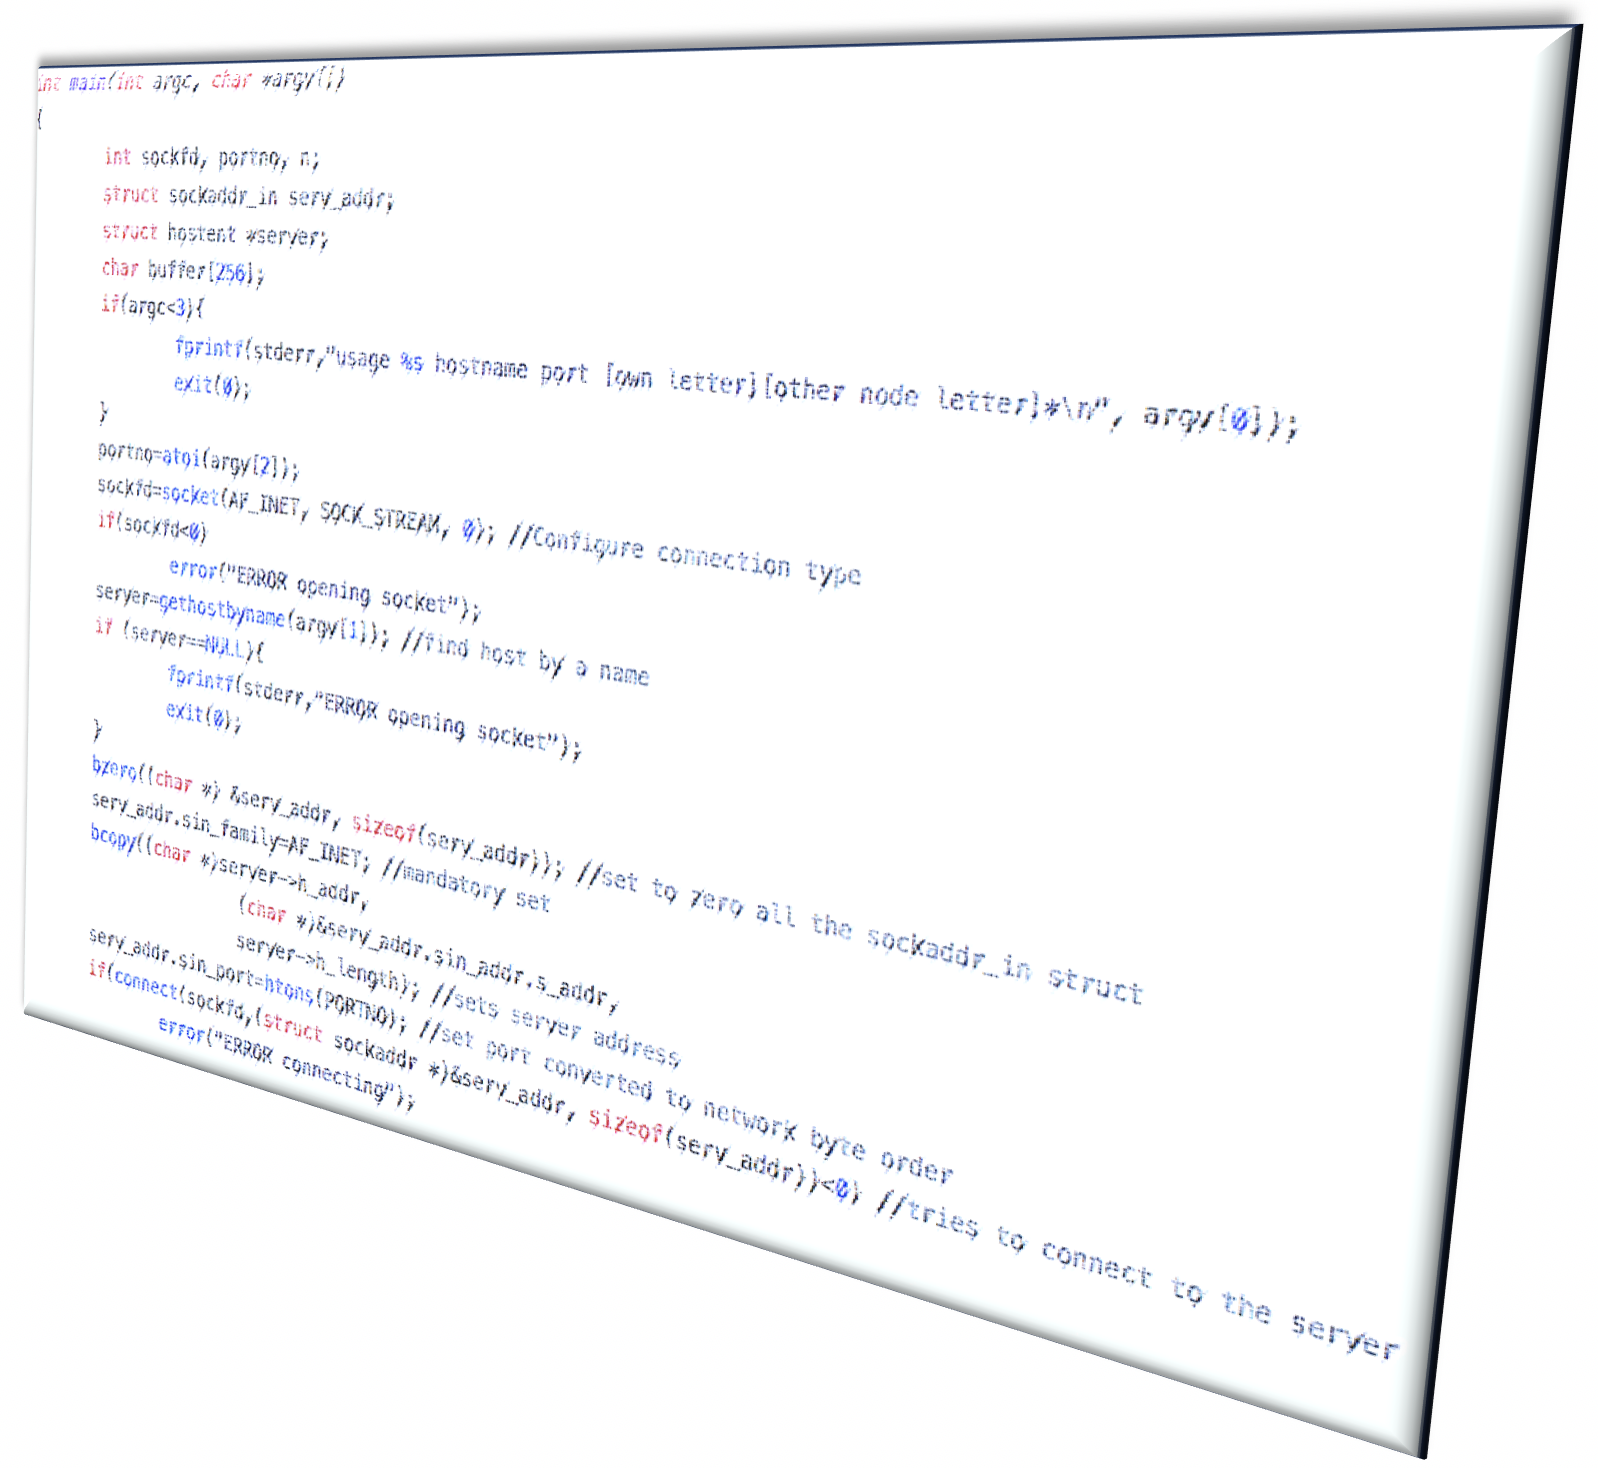 int main(int argc, char *argv[])
{
int sockfd, portno, n;
struct sockaddr_in serv_addr;
struct hostent *server;
char buffer[256];
if(argc<3){
fprintf(stderr,"usage %s hostname port [own letter][other node letter]*\n", argv[0]);
exit(0);
}
portno=atoi(argv[2]);
sockfd=socket(AF_INET, SOCK_STREAM, 0); //Configure connection type
if(sockfd<0)
error("ERROR opening socket");
server=gethostbyname(argv[1]); //find host by a name
if (server==NULL){
fprintf(stderr,"ERROR opening socket");
exit(0);
}
bzero((char *) &serv_addr, sizeof(serv_addr)); //set to zero all the sockaddr_in struct
serv_addr.sin_family=AF_INET; //mandatory set
bcopy((char *)server->h_addr,
(char *)&serv_addr.sin_addr.s_addr,
server->h_length); //sets server address
serv_addr.sin_port=htons(PORTNO); //set port converted to network byte order
if(connect(sockfd,(struct sockaddr *)&serv_addr, sizeof(serv_addr))<0) //tries to connect to the server
error("ERROR connecting");